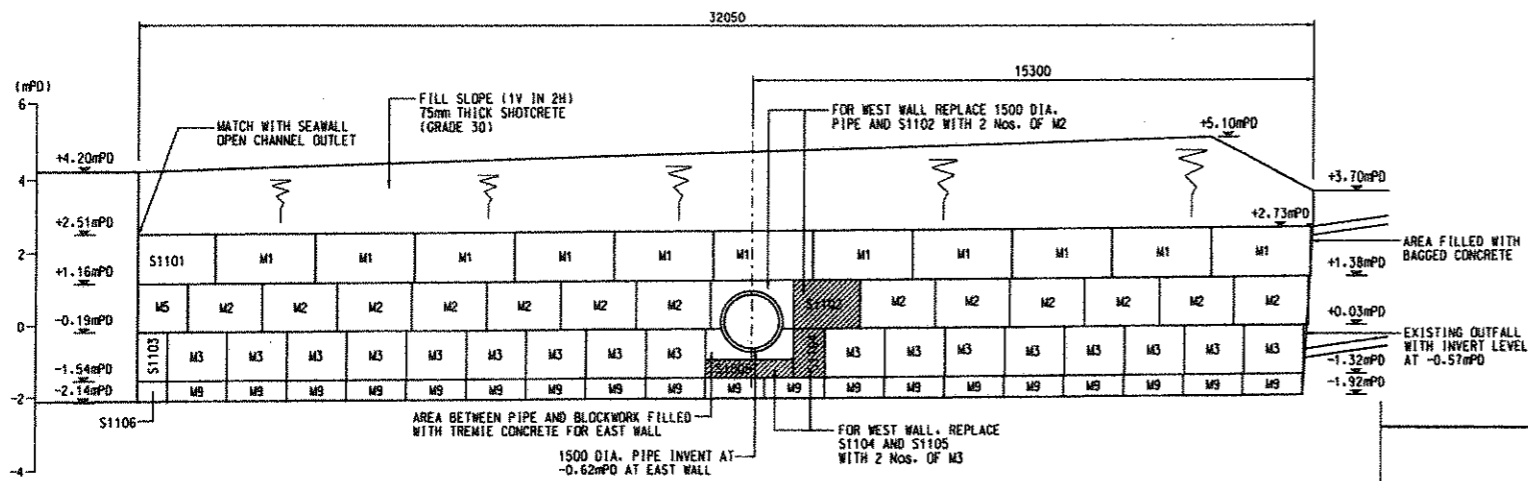 32050
15300
(mPD)
6
4
2
0
-2
-4
FILL SLOPE (1V IN 2H)
75mm THICK SHOTCRETE
(GRADE 30)
MATCH WITH SEAWALL
OPEN CHANNEL OUTLET
FOR WEST WALL REPLACE 1500 DIA.
PIPE AND S1102 WITH 2 Nos. OF M2
+5.10mPD
+4.20mPD
+3.70mPD
+2.51mPD
+2.73mPD
AREA FILLED WITH
BAGGED CONCRETE
S1101 M1 M1 M1 M1 M1 M1 M1 M1 M1 M1 M1
+1.16mPD
+1.38mPD
M5 M2 M2 M2 M2 M2 M2 M2 S1102 M2 M2 M2 M2 M2 M2
-0.19mPD
+0.03mPD
EXISTING OUTFALL
WITH INVERT LEVEL
AT -0.57mPD
S1103 M3 M3 M3 M3 M3 M3 M3 M3 M3 M3 M3 M3 M3 M3 M3 M3 M3
S1104
S1105
-1.54mPD
-1.32mPD
M9 M9 M9 M9 M9 M9 M9 M9 M9 M9 M9 M9 M9 M9 M9 M9 M9 M9 M9
-2.14mPD
-1.92mPD
S1106
AREA BETWEEN PIPE AND BLOCKWORK FILLED
WITH TREMIE CONCRETE FOR EAST WALL
1500 DIA. PIPE INVENT AT
-0.62mPD AT EAST WALL
FOR WEST WALL. REPLACE
S1104 AND S1105
WITH 2 Nos. OF M3